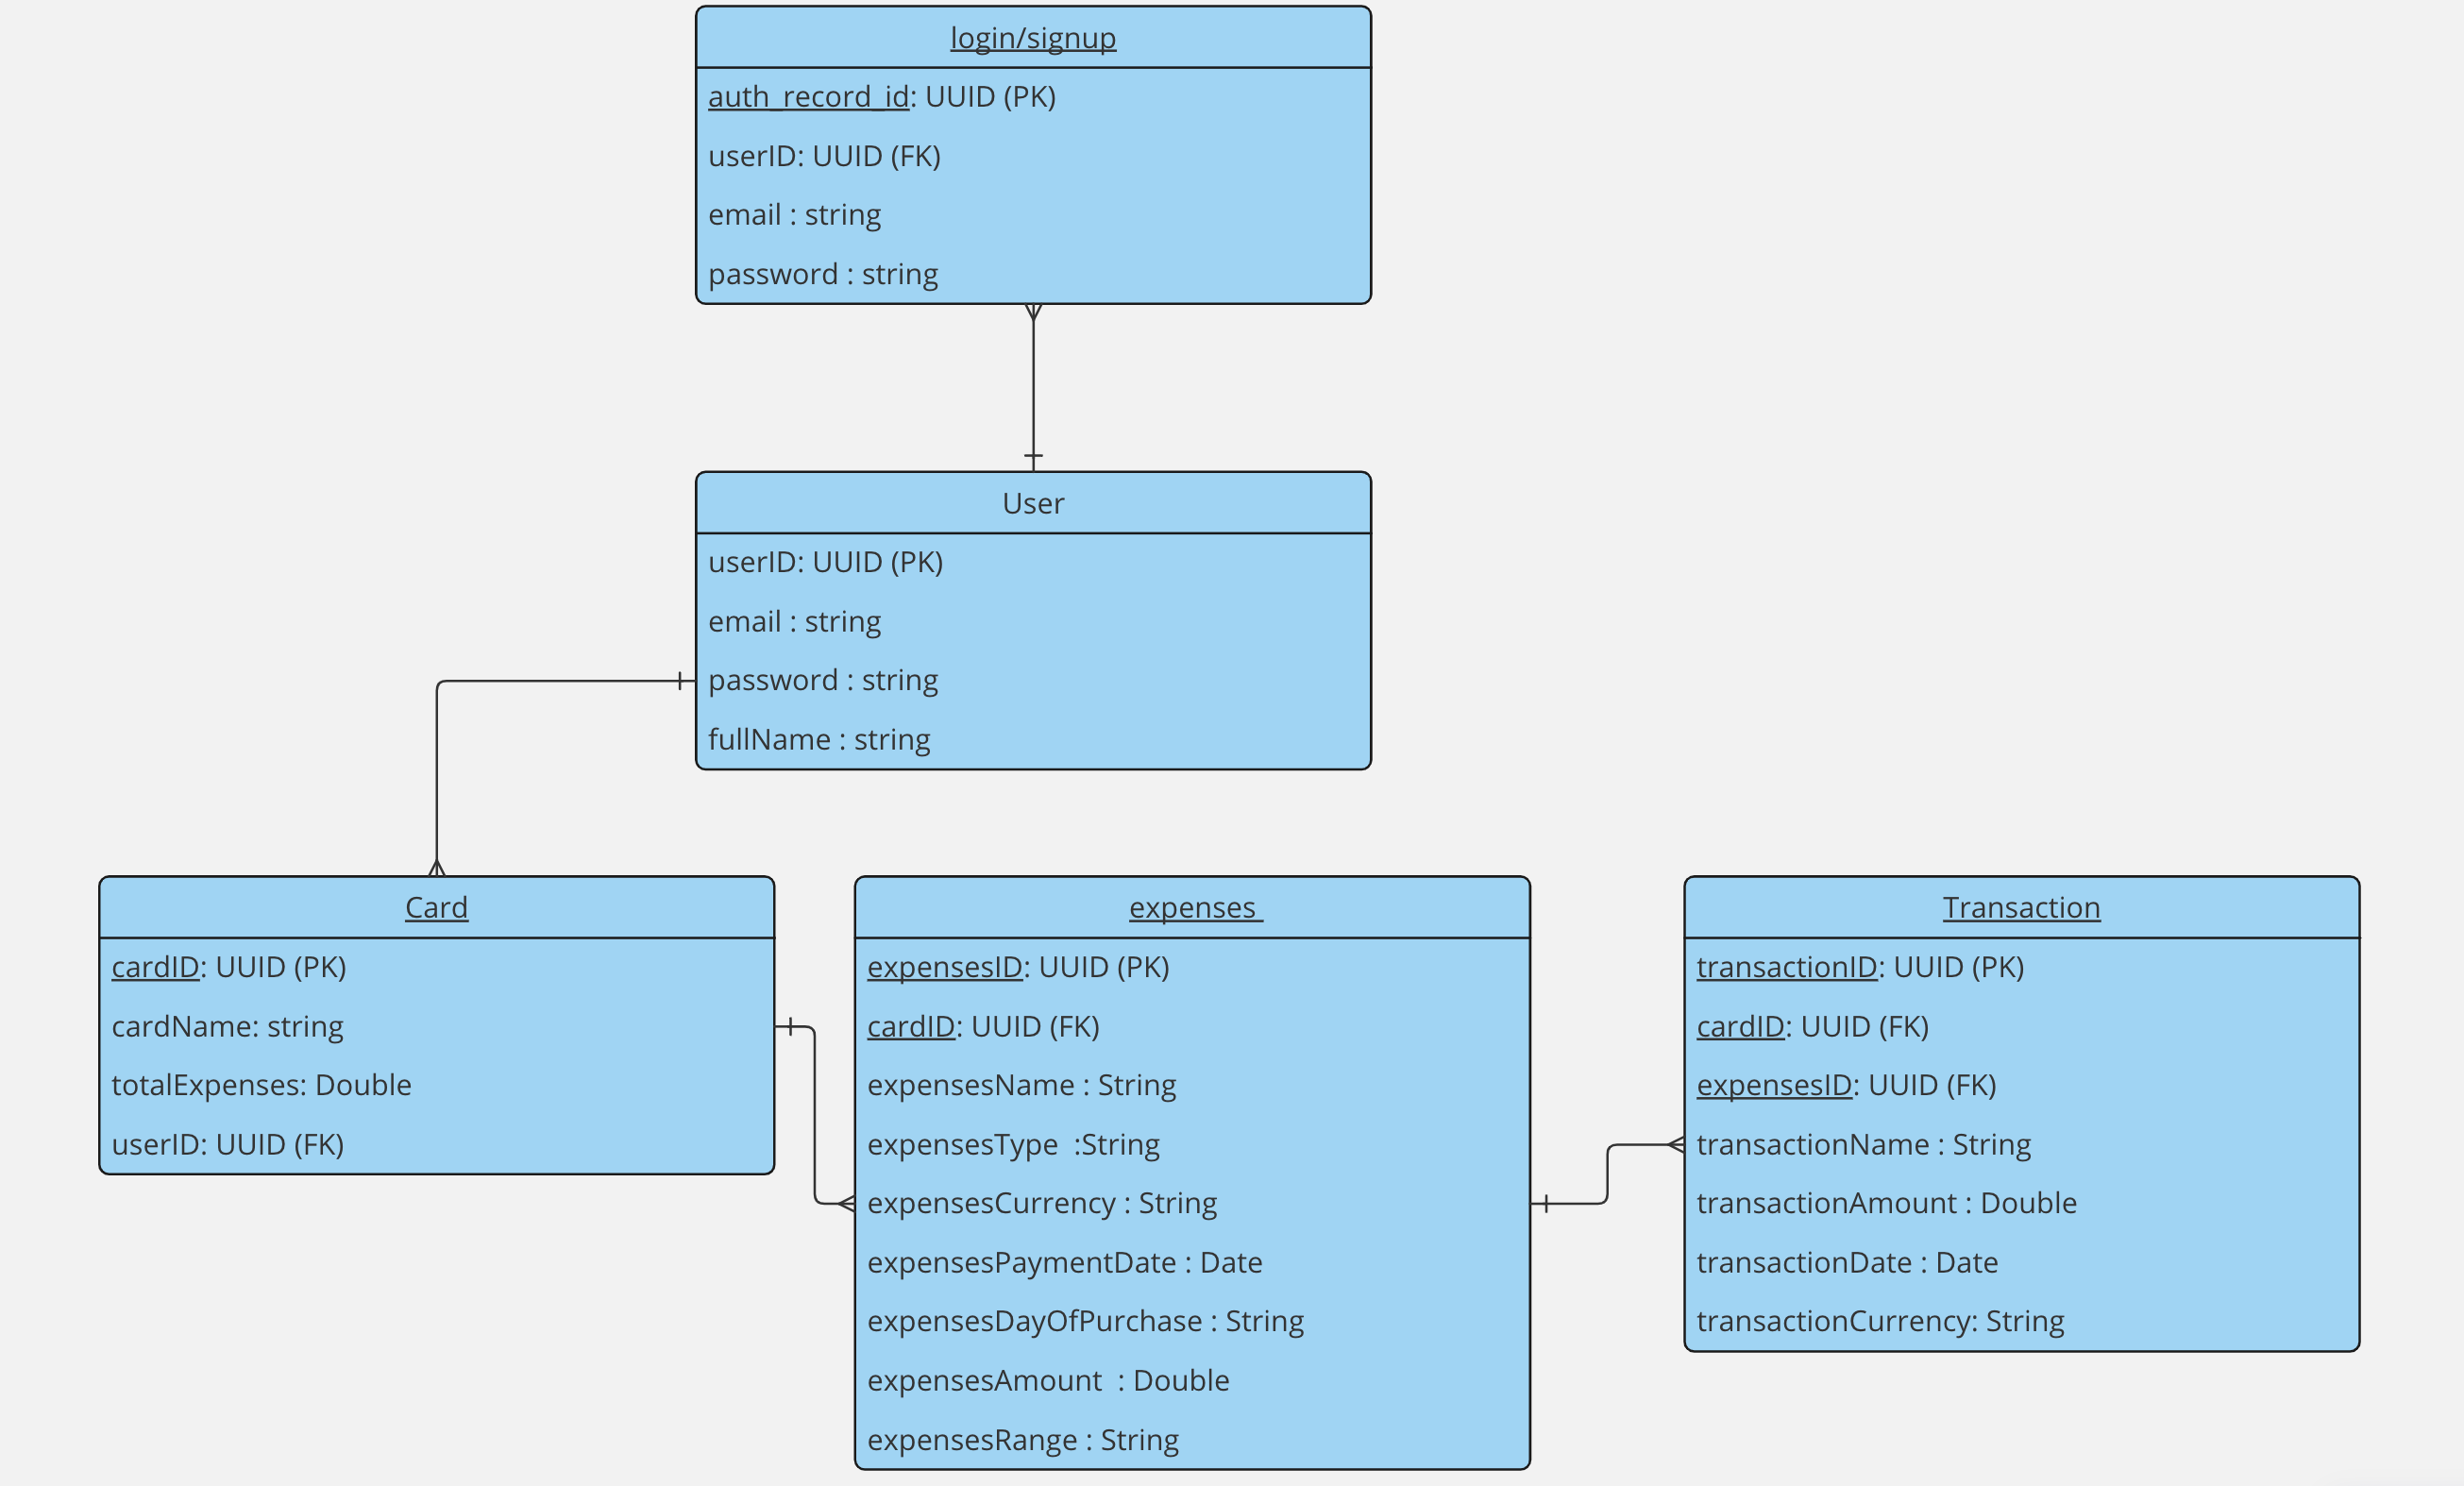 login/signup
auth_record_id: UUID (PK)
userID: UUID (FK)
email : string
password : string
User
userID: UUID (PK)
email : string
password : string
fullName : string
Card
cardID: UUID (PK)
cardName: string
totalExpenses: Double
userID: UUID (FK)
expenses
expensesID: UUID (PK)
cardID: UUID (FK)
expensesName : String
expensesType  :String
expensesCurrency : String
expensesPaymentDate : Date
expensesDayOfPurchase : String
expensesAmount  : Double
expensesRange : String
Transaction
transactionID: UUID (PK)
cardID: UUID (FK)
expensesID: UUID (FK)
transactionName : String
transactionAmount : Double
transactionDate : Date
transactionCurrency: String